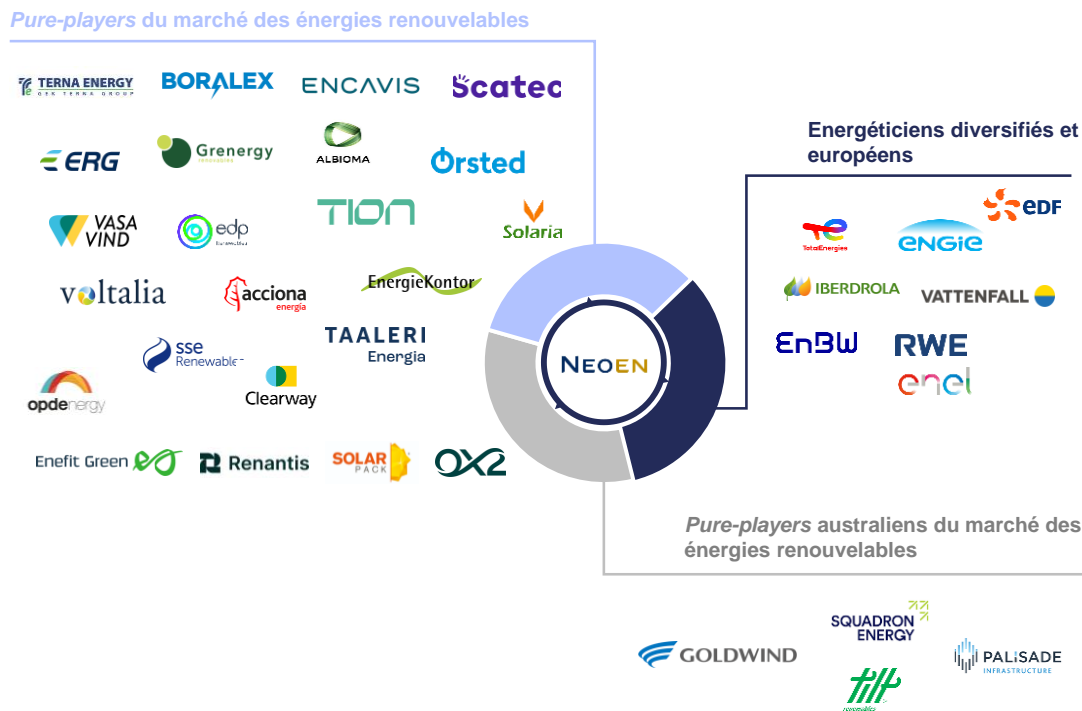 Pure-players du marché des énergies renouvelables
TERNA ENERGY
GEK TERNA GROUP
BORALEX
ENCAVIS
Scatec
ERG
Grenergy
renovables
ALBIOMA
Ørsted
VASA
VIND
edp
TION
Solaria
voltalia
acciona
energía
EnergieKontor
sse
Renewable
TAALERI
Energia
opdenergy
Clearway
Enefit Green
Renantis
SOLAR
PACK
OX2
Energéticiens diversifiés et
européens
TotalEnergies
ENGIE
EDF
IBERDROLA
VATTENFALL
EnBW
RWE
enel
NEOEN
Pure-players australiens du marché des
énergies renouvelables
GOLDWIND
SQUADRON
ENERGY
PALISADE
INFRASTRUCTURE
tilt
renewables